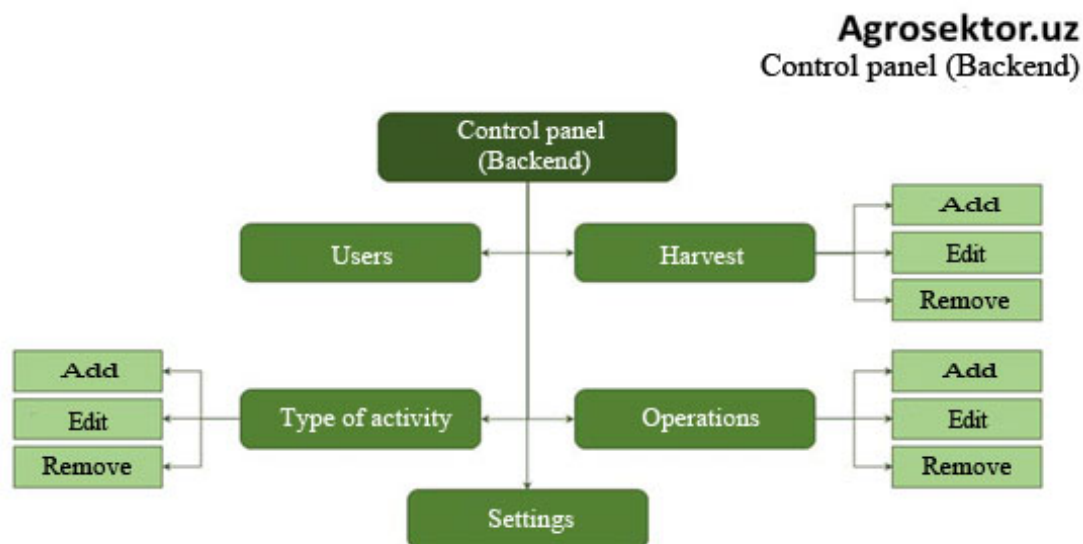 Agrosektor.uz
Control panel (Backend)
Control panel
(Backend)
Users
Harvest
Add
Edit
Remove
Add
Edit
Remove
Type of activity
Operations
Add
Edit
Remove
Settings